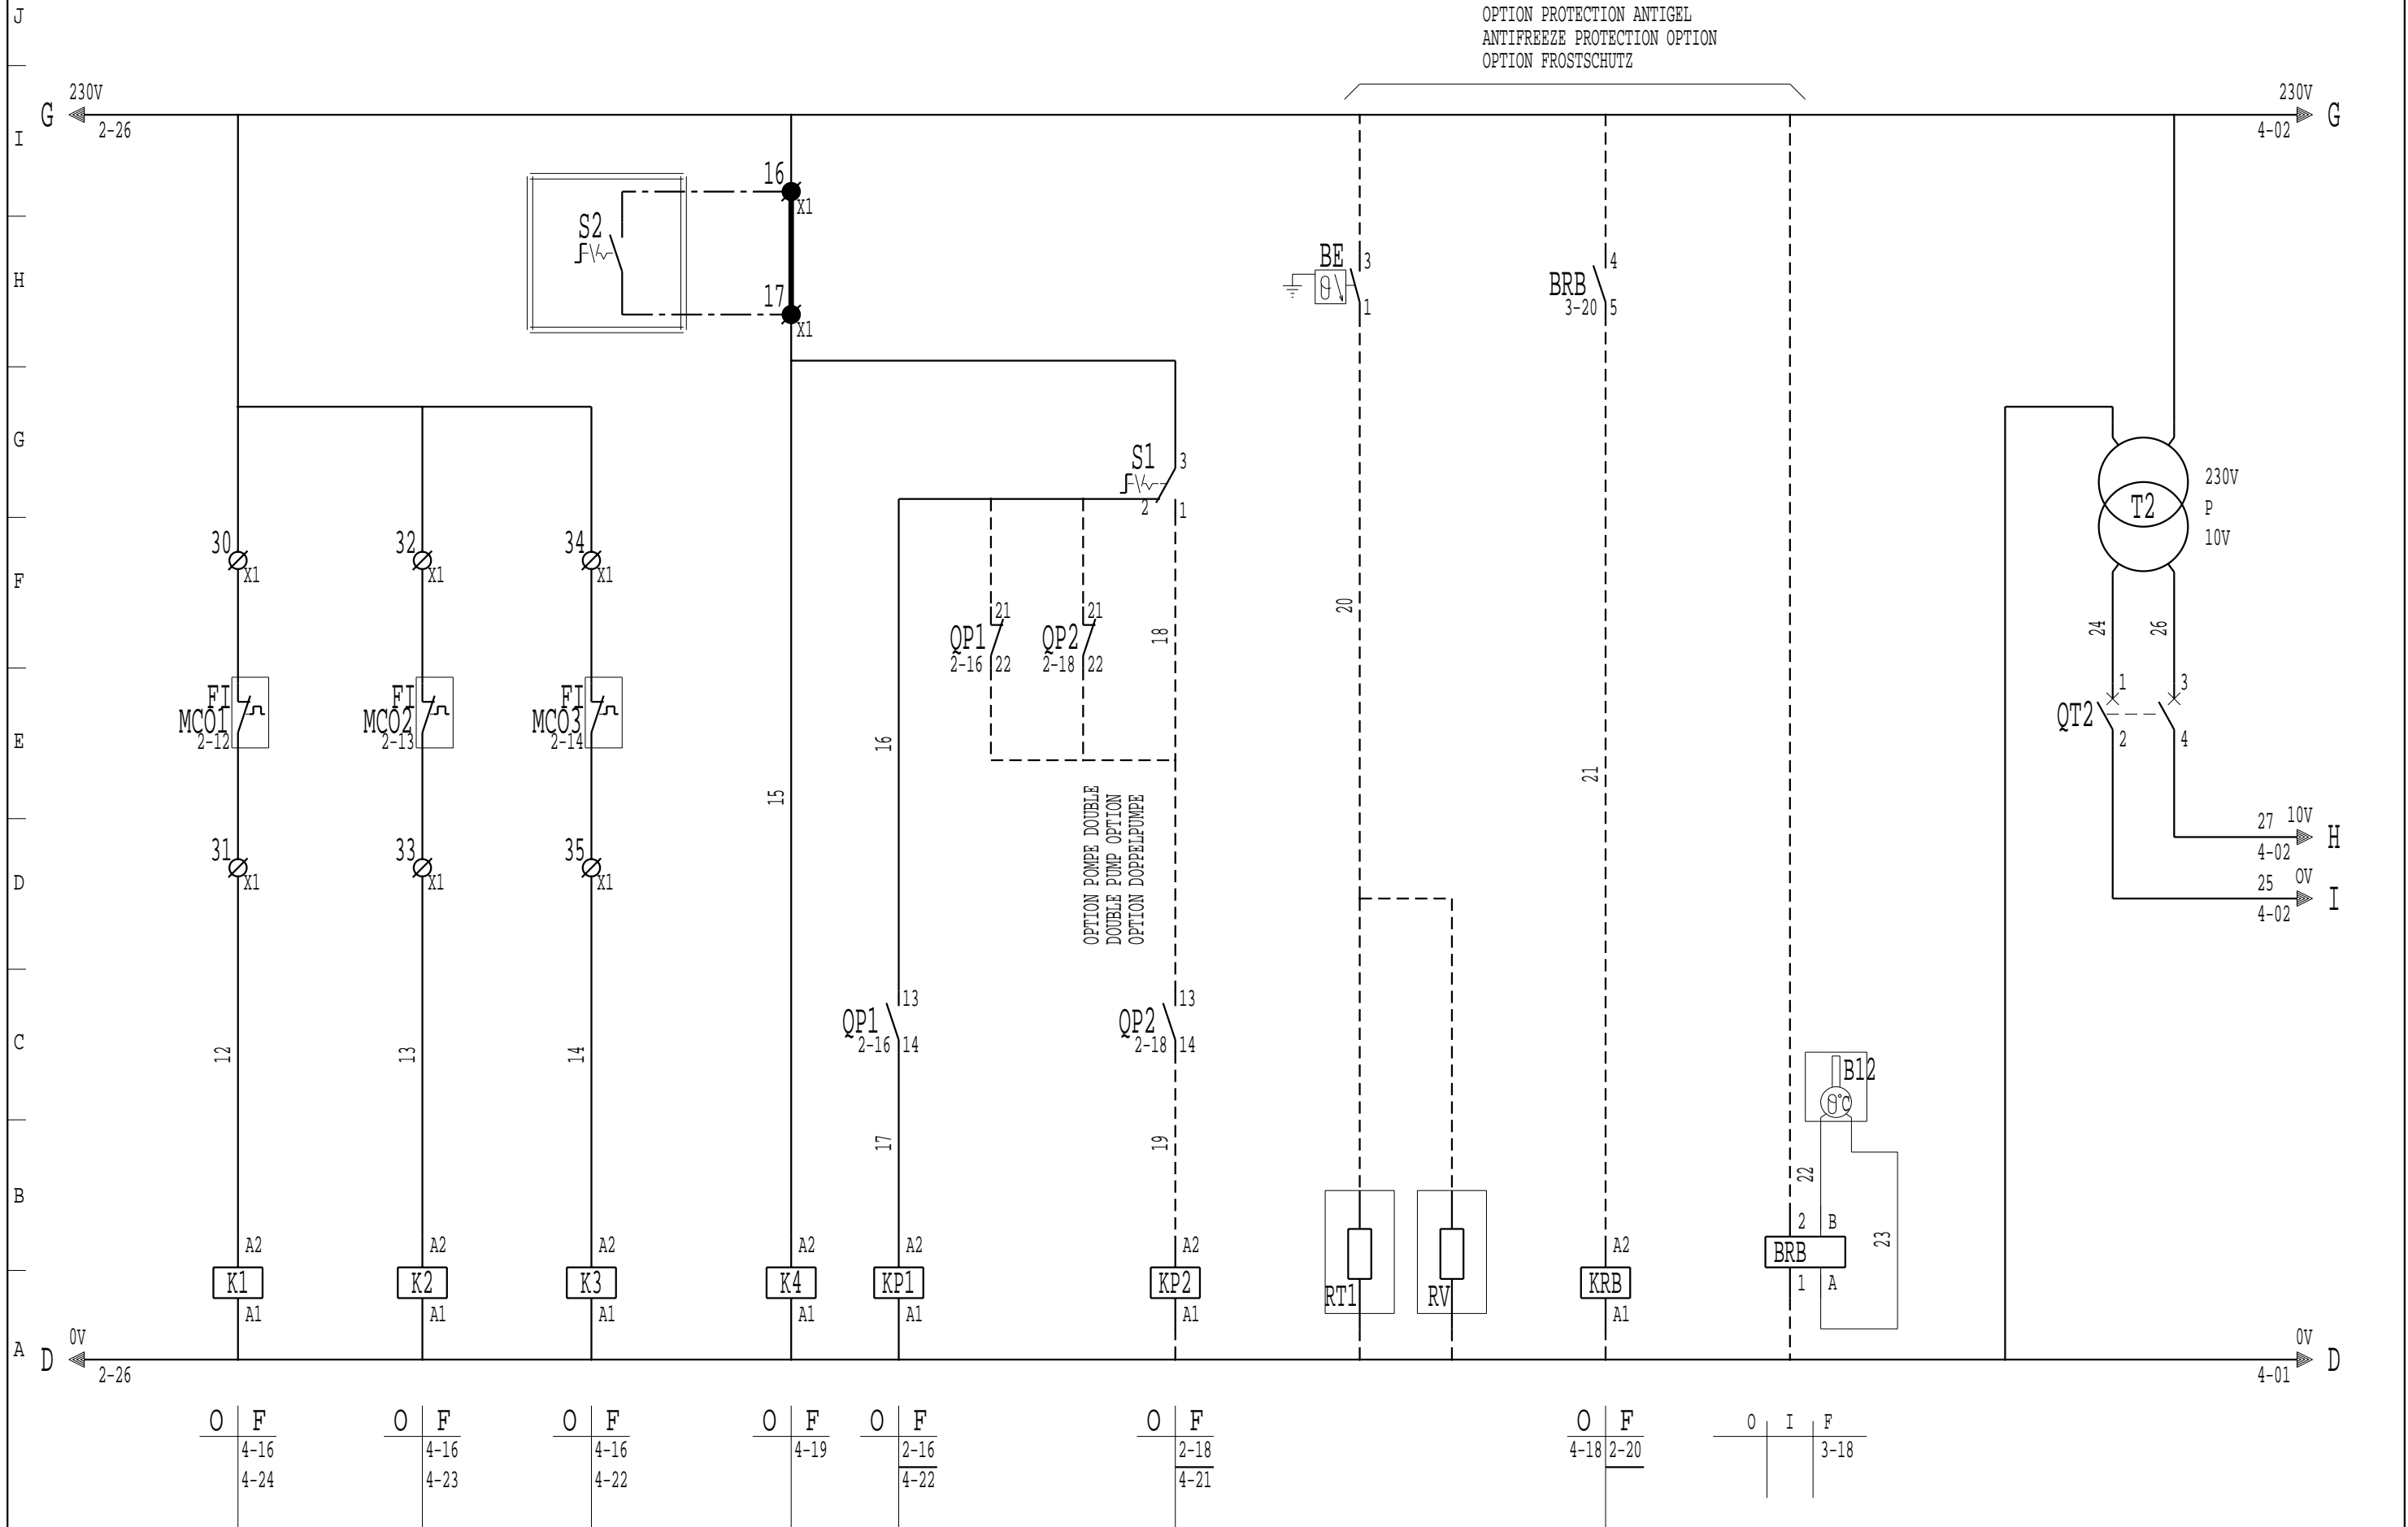 J
OPTION PROTECTION ANTIGEL
ANTIFREEZE PROTECTION OPTION
OPTION FROSTSCHUTZ
230V
230V
G
G
2-26
4-02
I
16
X1
S2
H
17
X1
BE
3
1
BRB
4
3-20
5
G
S1
3
2
1
T2
230V
P
10V
30
X1
32
X1
34
X1
F
QP1
21
2-16
22
QP2
21
2-18
22
18
20
24
26
FI
MCO1
2-12
FI
MCO2
2-13
FI
MCO3
2-14
E
16
15
21
QT2
1
3
2
4
OPTION POMPE DOUBLE
DOUBLE PUMP OPTION
OPTION DOPPELPUMPE
27
10V
H
4-02
31
X1
33
X1
35
X1
D
25
0V
I
4-02
QP1
13
2-16
14
QP2
13
2-18
14
C
12
13
14
B12
θ°C
17
19
22
B
23
A2
A2
A2
A2
A2
A2
A2
2
B
K1
K2
K3
K4
KP1
KP2
RT1
RV
KRB
BRB
A1
A1
A1
A1
A1
A1
A1
1
A
0V
0V
A
D
D
2-26
4-01
O F
O F
O F
O F
O F
O F
O F
O I F
4-16
4-16
4-16
4-19
2-16
2-18
4-18
2-20
3-18
4-24
4-23
4-22
4-22
4-21